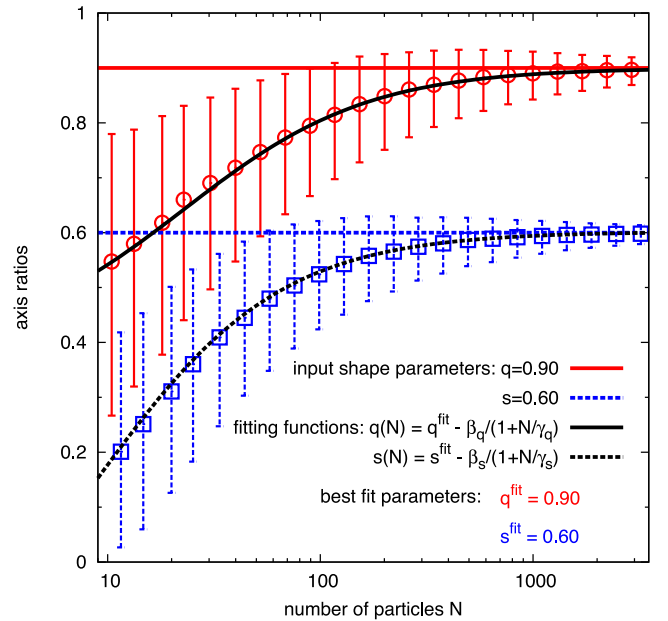 1
0.8
0.6
0.4
0.2
0
axis ratios
input shape parameters: q=0.90
s=0.60
fitting functions: q(N) = q^fit - β_q/(1+N/γ_q)
s(N) = s^fit - β_s/(1+N/γ_s)
best fit parameters: q^fit = 0.90
s^fit = 0.60
10 100 1000
number of particles N